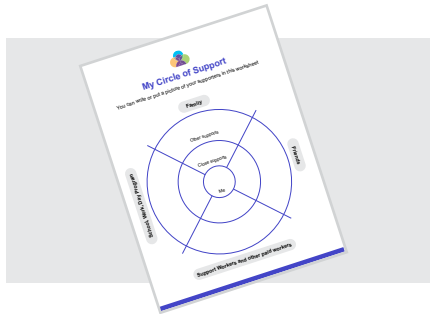 My Circle of Support
You can write or put a picture of your supporters in this worksheet
Family
Other supports
Close supports
Me
Friends
School, Work, Day Program
Support Workers and other paid workers